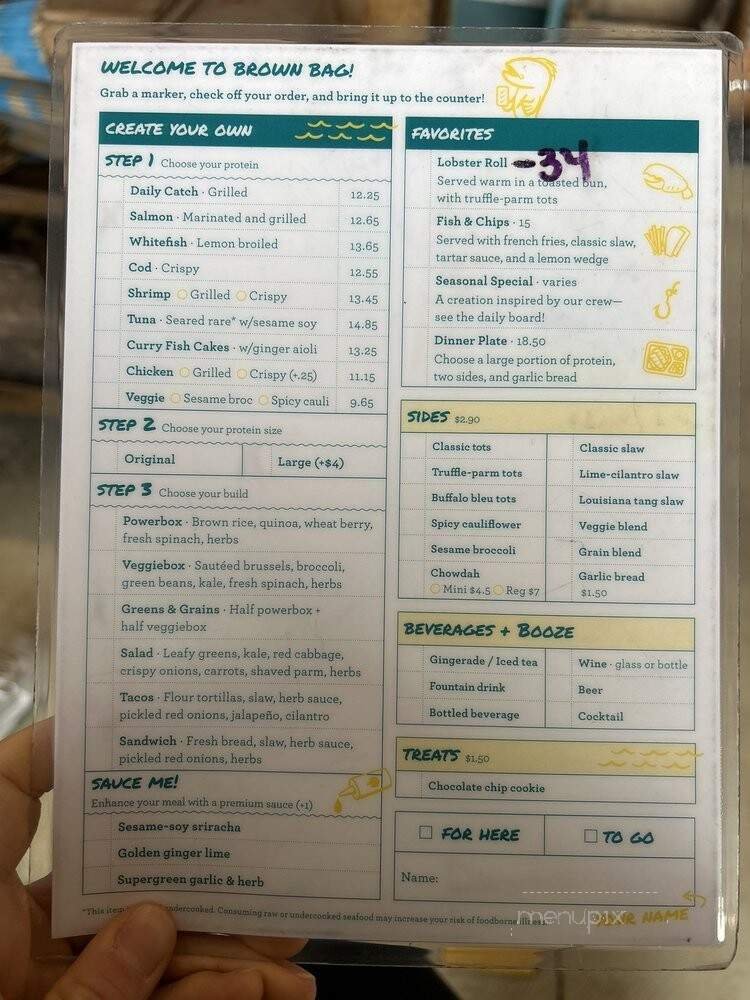 WELCOME TO BROWN BAG!
Grab a marker, check off your order, and bring it up to the counter!
CREATE YOUR OWN
STEP 1 Choose your protein
Daily Catch · Grilled 12.25
Salmon · Marinated and grilled 12.65
Whitefish · Lemon broiled 13.65
Cod · Crispy 12.55
Shrimp Grilled Crispy 13.45
Tuna · Seared rare* w/sesame soy 14.85
Curry Fish Cakes · w/ginger aioli 13.25
Chicken Grilled Crispy (+.25) 11.15
Veggie Sesame broc Spicy cauli 9.65
STEP 2 Choose your protein size
Original Large (+$4)
STEP 3 Choose your build
Powerbox · Brown rice, quinoa, wheat berry,
fresh spinach, herbs
Veggiebox · Sautéed brussels, broccoli,
green beans, kale, fresh spinach, herbs
Greens & Grains · Half powerbox +
half veggiebox
Salad · Leafy greens, kale, red cabbage,
crispy onions, carrots, shaved parm, herbs
Tacos · Flour tortillas, slaw, herb sauce,
pickled red onions, jalapeño, cilantro
Sandwich · Fresh bread, slaw, herb sauce,
pickled red onions, herbs
SAUCE ME!
Enhance your meal with a premium sauce (+1)
Sesame-soy sriracha
Golden ginger lime
Supergreen garlic & herb
FAVORITES
Lobster Roll -34
Served warm in a toasted bun,
with truffle-parm tots
Fish & Chips · 15
Served with french fries, classic slaw,
tartar sauce, and a lemon wedge
Seasonal Special · varies
A creation inspired by our crew—
see the daily board!
Dinner Plate · 18.50
Choose a large portion of protein,
two sides, and garlic bread
SIDES $2.90
Classic tots Classic slaw
Truffle-parm tots Lime-cilantro slaw
Buffalo bleu tots Louisiana tang slaw
Spicy cauliflower Veggie blend
Sesame broccoli Grain blend
Chowdah Garlic bread
Mini $4.5 Reg $7 $1.50
BEVERAGES + BOOZE
Gingerade / Iced tea Wine · glass or bottle
Fountain drink Beer
Bottled beverage Cocktail
TREATS $1.50
Chocolate chip cookie
FOR HERE TO GO
Name:
YOUR NAME
*This item undercooked. Consuming raw or undercooked seafood may increase your risk of foodborne
menupix